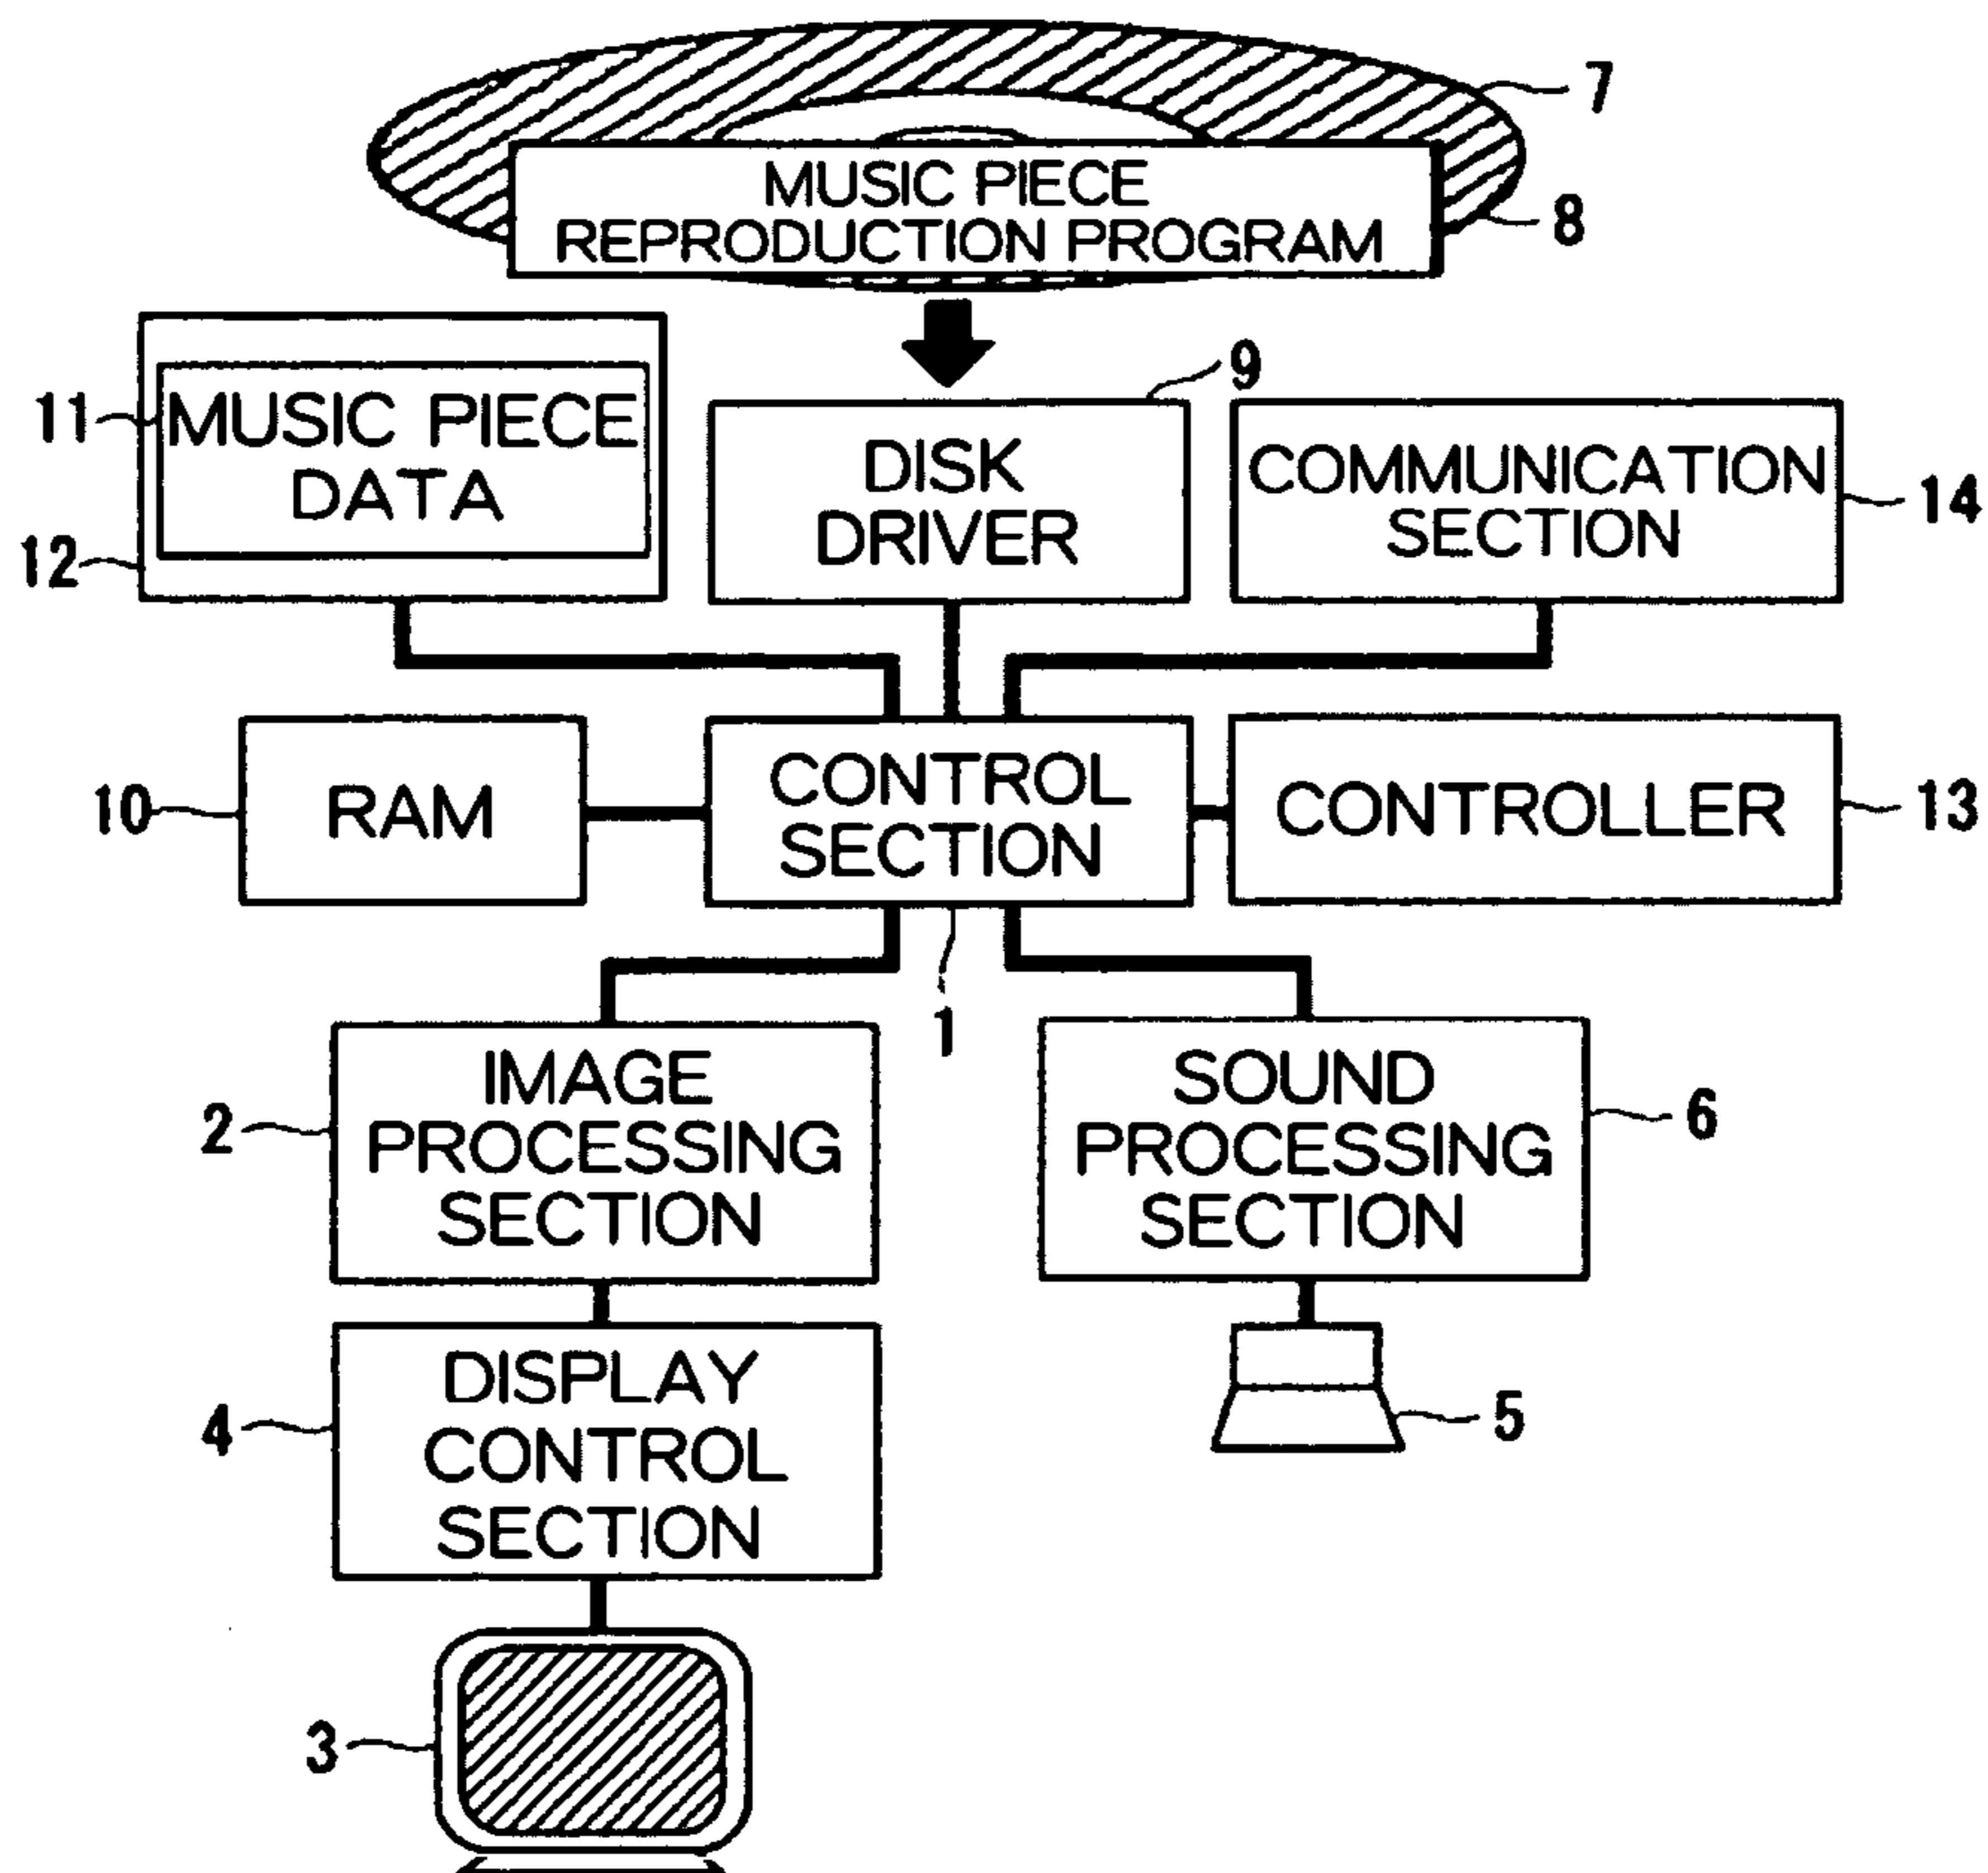 7
MUSIC PIECE
REPRODUCTION PROGRAM
8
9
11
MUSIC PIECE
DATA
12
DISK
DRIVER
COMMUNICATION
SECTION
14
10
RAM
CONTROL
SECTION
CONTROLLER
13
1
2
IMAGE
PROCESSING
SECTION
SOUND
PROCESSING
SECTION
6
4
DISPLAY
CONTROL
SECTION
5
3